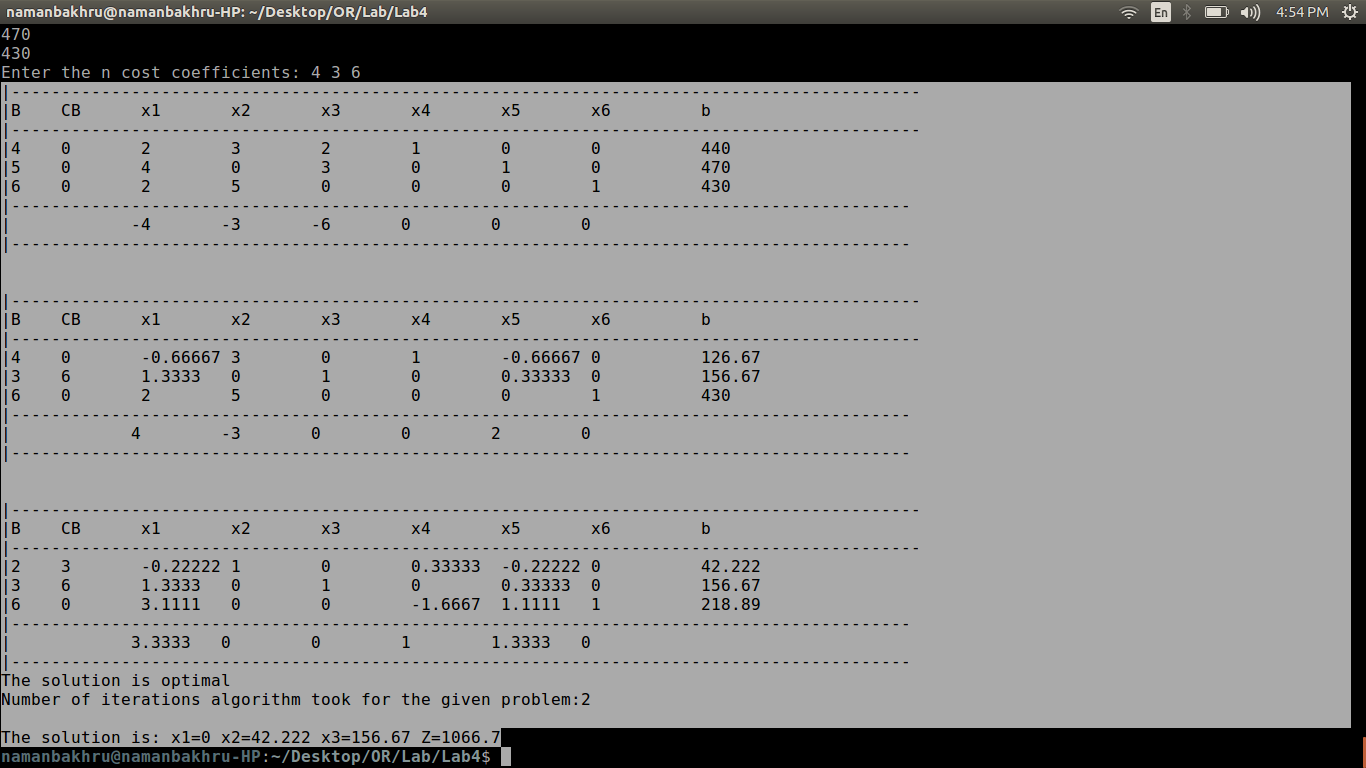 namanbakhru@namanbakhru-HP: ~/Desktop/OR/Lab/Lab4 En 4:54 PM
470
430
Enter the n cost coefficients: 4 3 6
|------------------------------------------------------------------------------------------
|B    CB      x1       x2       x3       x4       x5       x6         b
|------------------------------------------------------------------------------------------
|4    0       2        3        2        1        0        0          440
|5    0       4        0        3        0        1        0          470
|6    0       2        5        0        0        0        1          430
|-----------------------------------------------------------------------------------------
|            -4       -3       -6       0       0        0
|-----------------------------------------------------------------------------------------
|------------------------------------------------------------------------------------------
|B    CB      x1       x2       x3       x4       x5       x6         b
|------------------------------------------------------------------------------------------
|4    0       -0.66667 3        0        1        -0.66667 0          126.67
|3    6       1.3333   0        1        0        0.33333  0          156.67
|6    0       2        5        0        0        0        1          430
|-----------------------------------------------------------------------------------------
|            4        -3       0        0        2        0
|-----------------------------------------------------------------------------------------
|------------------------------------------------------------------------------------------
|B    CB      x1       x2       x3       x4       x5       x6         b
|------------------------------------------------------------------------------------------
|2    3       -0.22222 1        0        0.33333  -0.22222 0          42.222
|3    6       1.3333   0        1        0        0.33333  0          156.67
|6    0       3.1111   0        0        -1.6667  1.1111   1          218.89
|-----------------------------------------------------------------------------------------
|            3.3333   0        0        1        1.3333   0
|-----------------------------------------------------------------------------------------
The solution is optimal
Number of iterations algorithm took for the given problem:2
The solution is: x1=0 x2=42.222 x3=156.67 Z=1066.7
namanbakhru@namanbakhru-HP:~/Desktop/OR/Lab/Lab4$